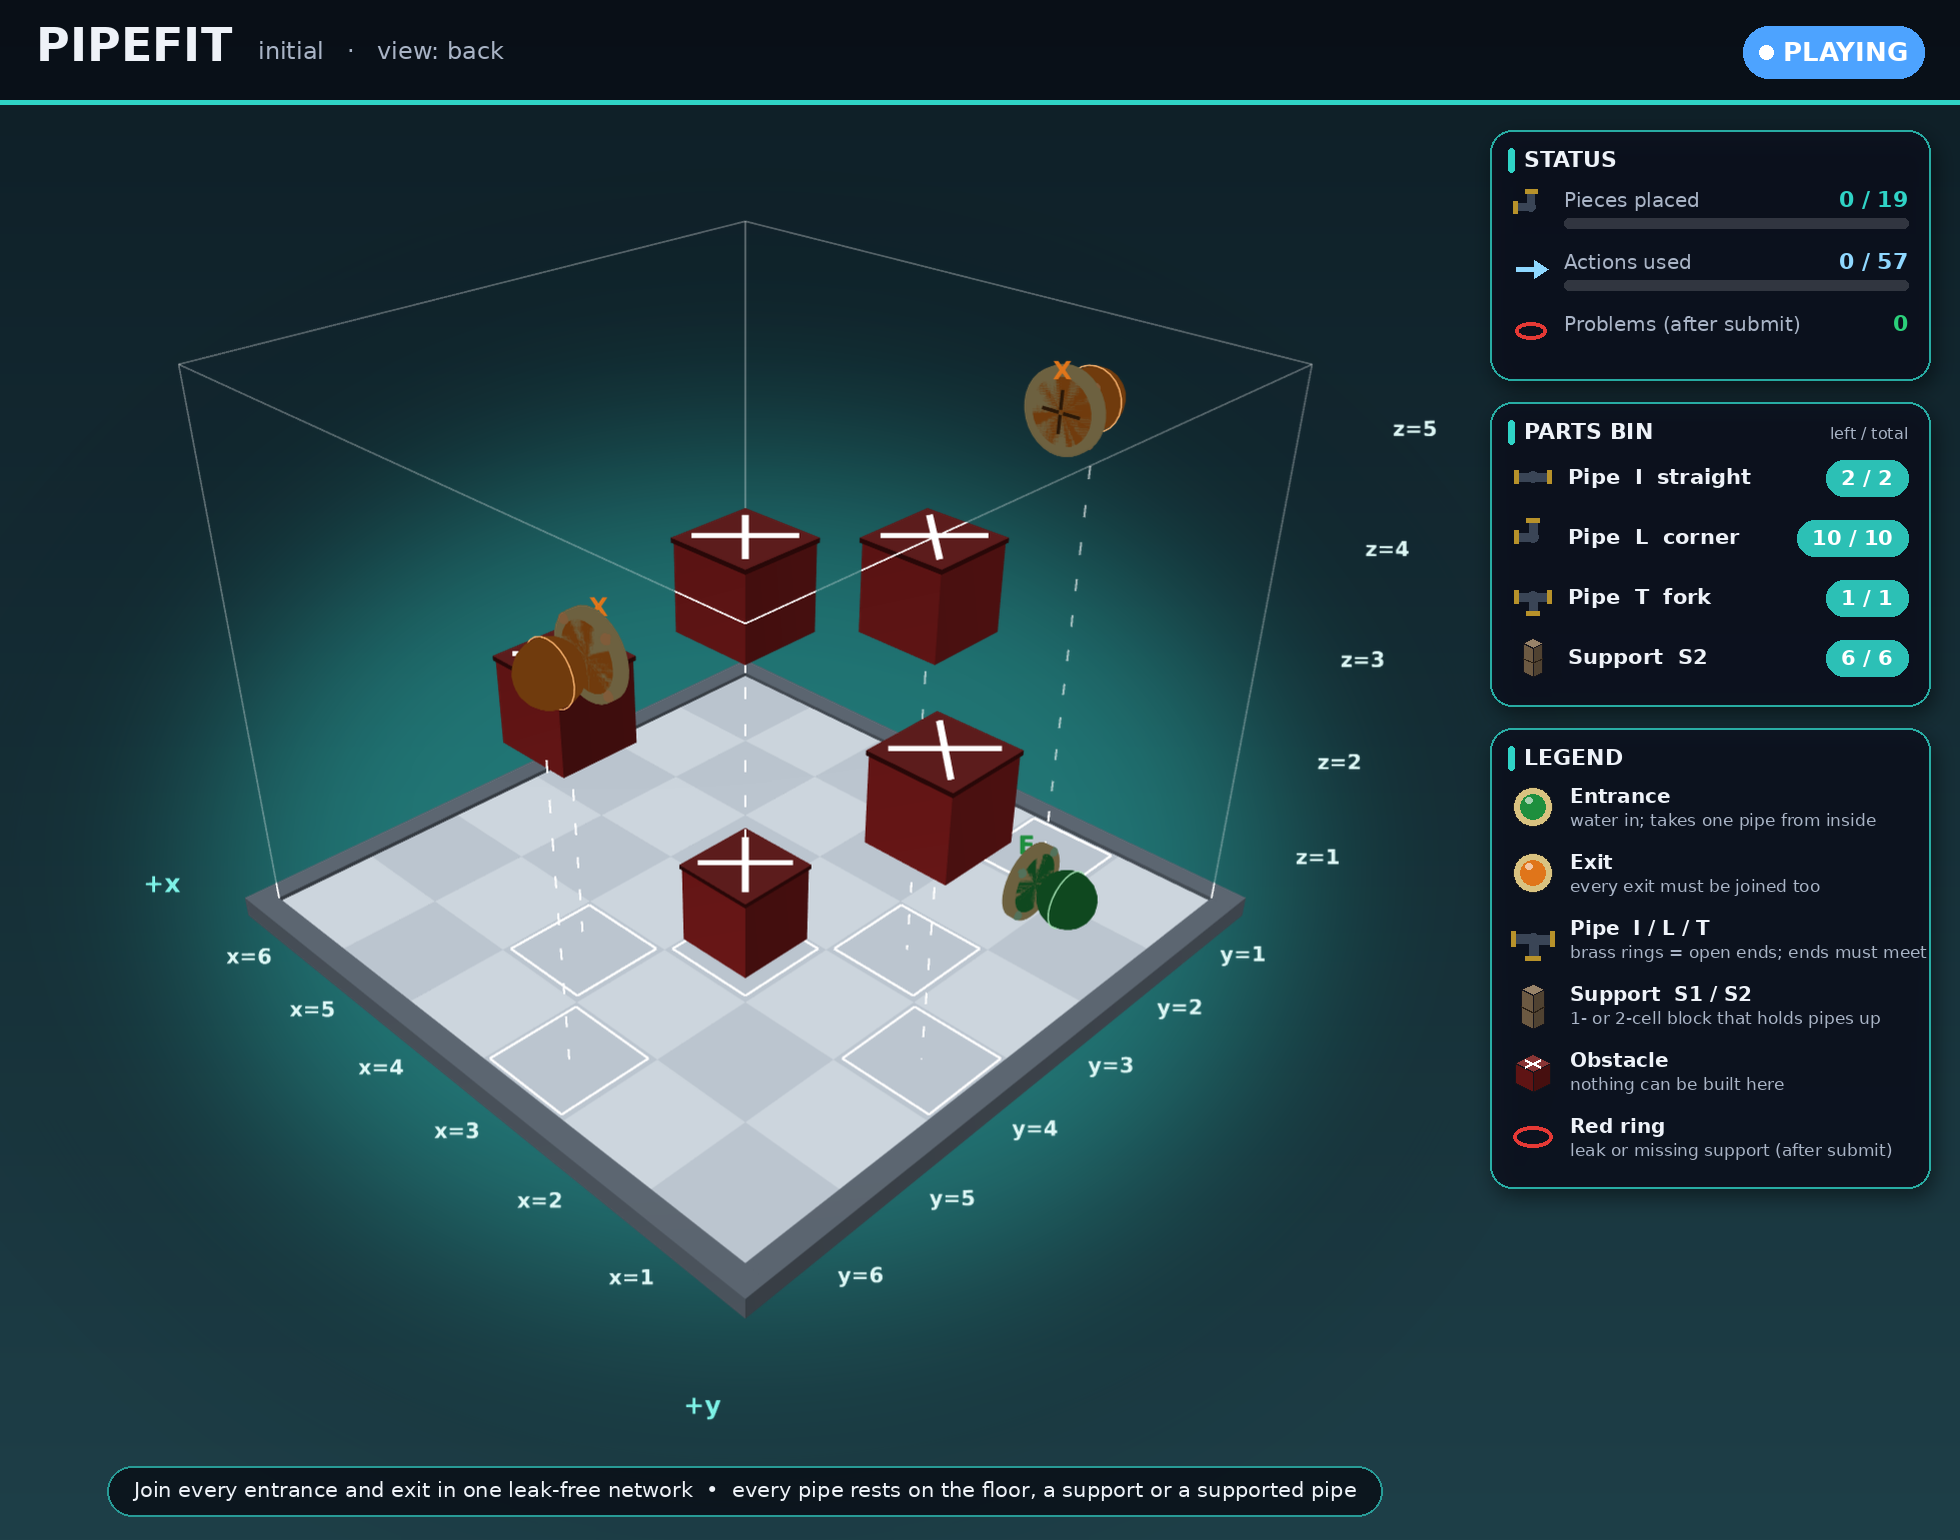 PIPEFIT initial · view: back
PLAYING
STATUS
Pieces placed 0 / 19
Actions used 0 / 57
Problems (after submit) 0
PARTS BIN left / total
Pipe I straight 2 / 2
Pipe L corner 10 / 10
Pipe T fork 1 / 1
Support S2 6 / 6
LEGEND
Entrance
water in; takes one pipe from inside
Exit
every exit must be joined too
Pipe I / L / T
brass rings = open ends; ends must meet
Support S1 / S2
1- or 2-cell block that holds pipes up
Obstacle
nothing can be built here
Red ring
leak or missing support (after submit)
X
X
E
z=5
z=4
z=3
z=2
z=1
+x
x=6
x=5
x=4
x=3
x=2
x=1
y=1
y=2
y=3
y=4
y=5
y=6
+y
Join every entrance and exit in one leak-free network • every pipe rests on the floor, a support or a supported pipe